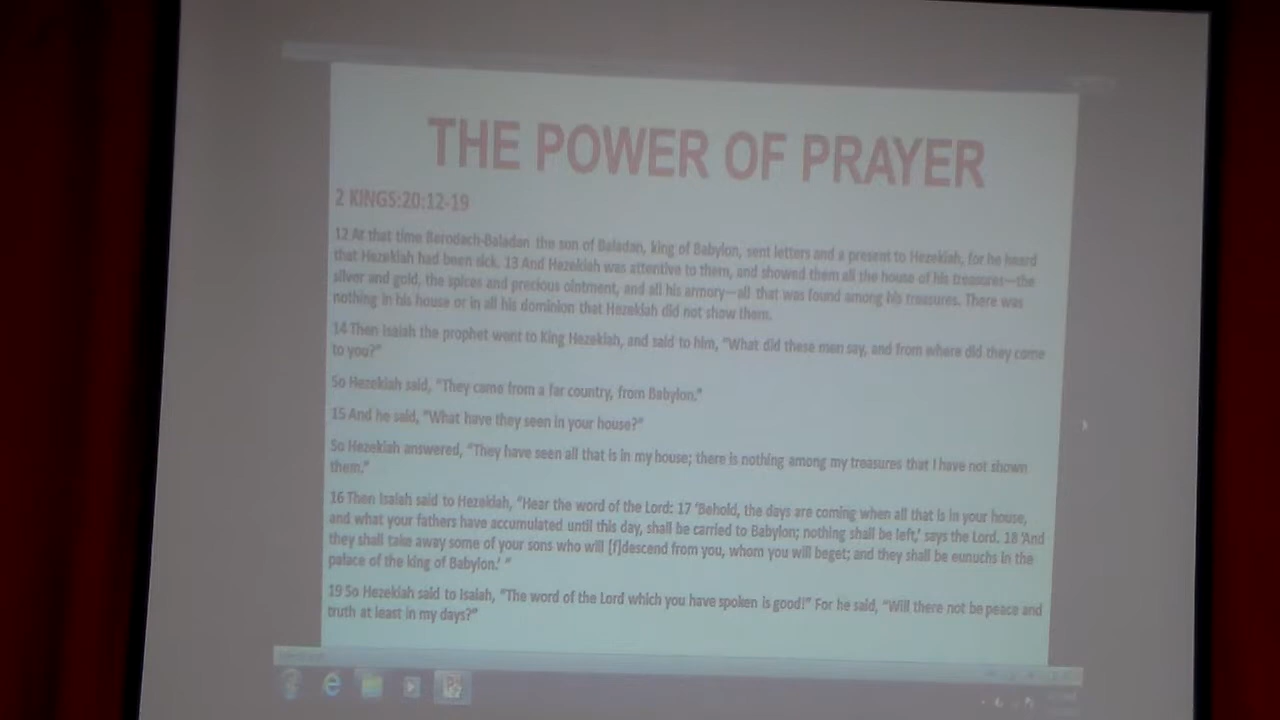 THE POWER OF PRAYER
2 KINGS:20:12-19
12 At that time Berodach-Baladan the son of Baladan, king of Babylon, sent letters and a present to Hezekiah, for he heard
that Hezekiah had been sick. 13 And Hezekiah was attentive to them, and showed them all the house of his treasures—the
silver and gold, the spices and precious ointment, and all his armory—all that was found among his treasures. There was
nothing in his house or in all his dominion that Hezekiah did not show them.
14 Then Isaiah the prophet went to King Hezekiah, and said to him, “What did these men say, and from where did they come
to you?”
So Hezekiah said, “They came from a far country, from Babylon.”
15 And he said, “What have they seen in your house?”
So Hezekiah answered, “They have seen all that is in my house; there is nothing among my treasures that I have not shown
them.”
16 Then Isaiah said to Hezekiah, “Hear the word of the Lord: 17 ‘Behold, the days are coming when all that is in your house,
and what your fathers have accumulated until this day, shall be carried to Babylon; nothing shall be left,’ says the Lord. 18 ‘And
they shall take away some of your sons who will [f]descend from you, whom you will beget; and they shall be eunuchs in the
palace of the king of Babylon.’ ”
19 So Hezekiah said to Isaiah, “The word of the Lord which you have spoken is good!” For he said, “Will there not be peace and
truth at least in my days?”